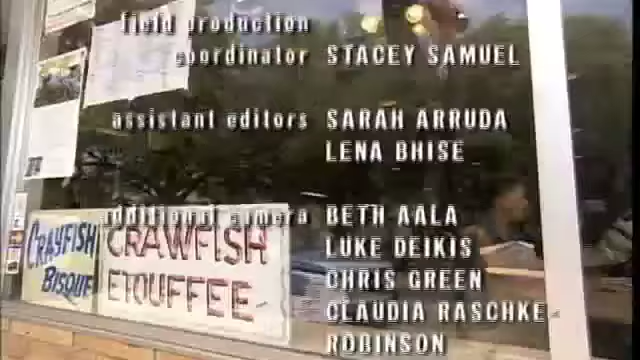 field production
coordinator STACEY SAMUEL
assistant editors SARAH ARRUDA
LENA BHISE
additional camera BETH AALA
LUKE DEIKIS
CHRIS GREEN
CLAUDIA RASCHKE-
ROBINSON
CRAYFISH
BISQUE
CRAWFISH
ETOUFFEE